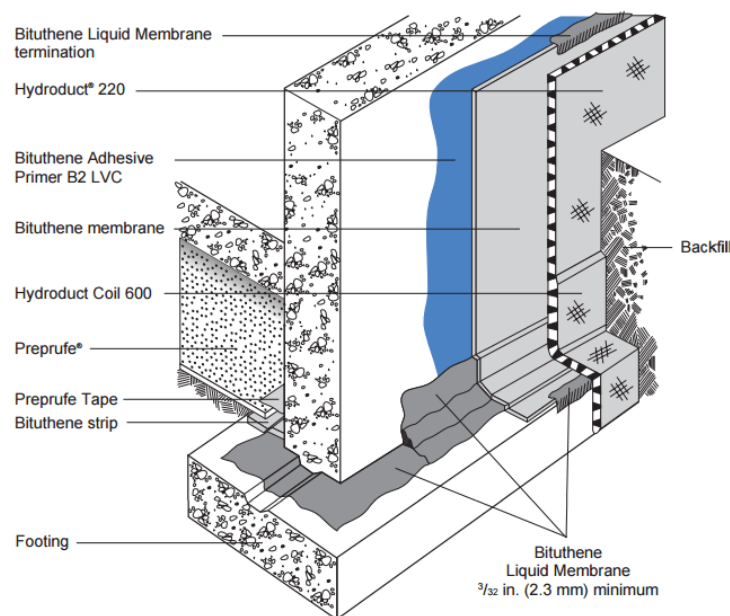 Bituthene Liquid Membrane
termination
Hydroduct® 220
Bituthene Adhesive
Primer B2 LVC
Bituthene membrane
Hydroduct Coil 600
Preprufe®
Preprufe Tape
Bituthene strip
Footing
Backfill
Bituthene
Liquid Membrane
³/₃₂ in. (2.3 mm) minimum